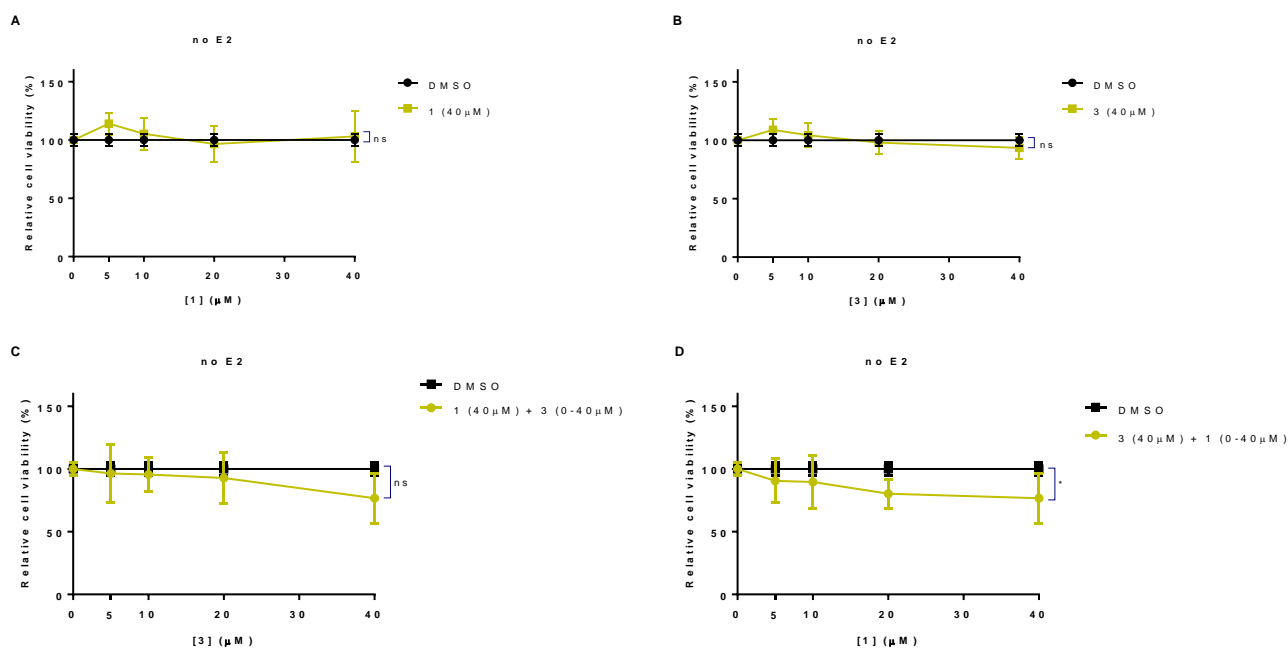 A
no E2
Relative cell viability (%)
150
100
50
0
0 5 10 20 30 40
[1] (μM)
DMSO
1 (40μM)
ns
B
no E2
Relative cell viability (%)
150
100
50
0
0 5 10 20 30 40
[3] (μM)
DMSO
3 (40μM)
ns
C
no E2
Relative cell viability (%)
150
100
50
0
0 5 10 20 30 40
[3] (μM)
DMSO
1 (40μM) + 3 (0-40μM)
ns
D
no E2
Relative cell viability (%)
150
100
50
0
0 5 10 20 30 40
[1] (μM)
DMSO
3 (40μM) + 1 (0-40μM)
*